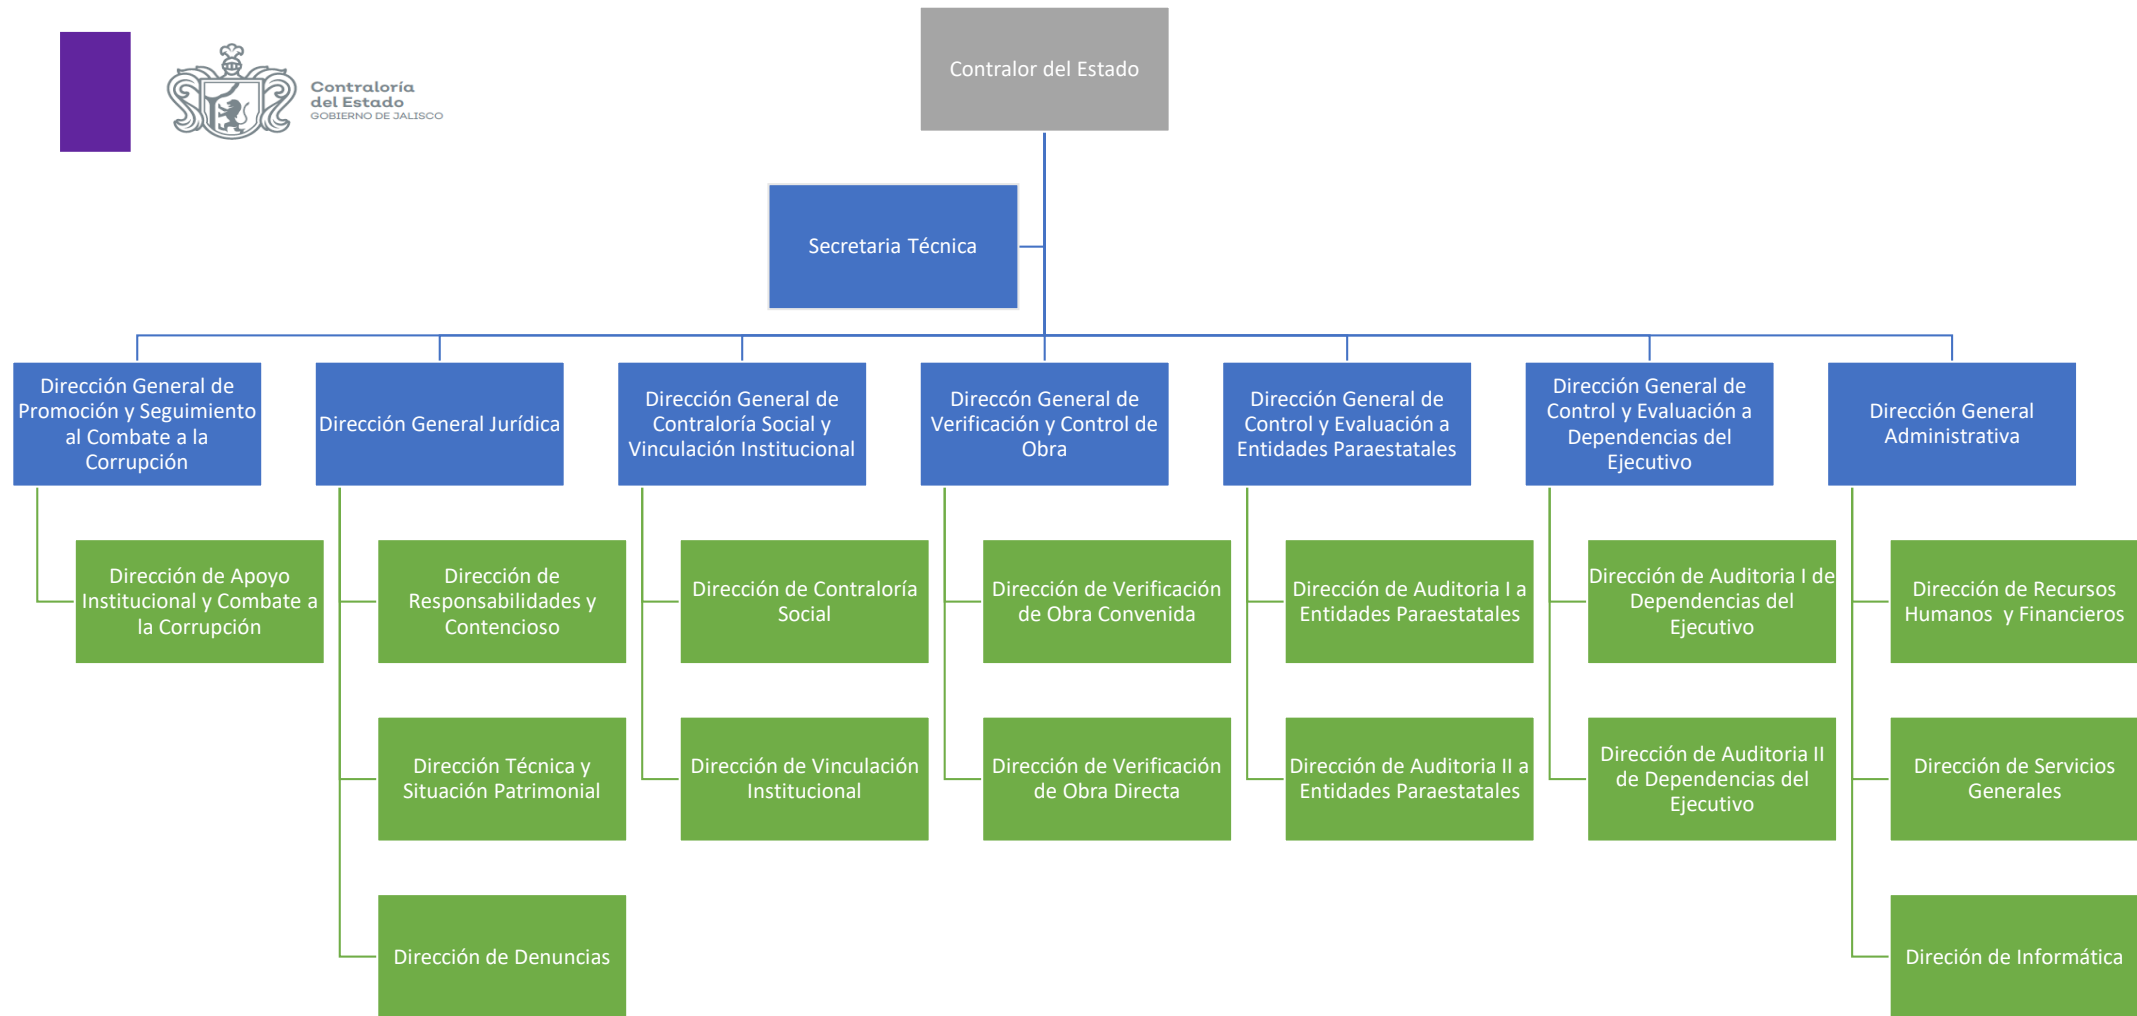 Contraloría
del Estado
GOBIERNO DE JALISCO
Contralor del Estado
Secretaria Técnica
Dirección General de
Promoción y Seguimiento
al Combate a la
Corrupción
Dirección General Jurídica
Dirección General de
Contraloría Social y
Vinculación Institucional
Direccón General de
Verificación y Control de
Obra
Dirección General de
Control y Evaluación a
Entidades Paraestatales
Dirección General de
Control y Evaluación a
Dependencias del
Ejecutivo
Dirección General
Administrativa
Dirección de Apoyo
Institucional y Combate a
la Corrupción
Dirección de
Responsabilidades y
Contencioso
Dirección de Contraloría
Social
Dirección de Verificación
de Obra Convenida
Dirección de Auditoria I a
Entidades Paraestatales
Dirección de Auditoria I de
Dependencias del
Ejecutivo
Dirección de Recursos
Humanos  y Financieros
Dirección Técnica y
Situación Patrimonial
Dirección de Vinculación
Institucional
Dirección de Verificación
de Obra Directa
Dirección de Auditoria II a
Entidades Paraestatales
Dirección de Auditoria II
de Dependencias del
Ejecutivo
Dirección de Servicios
Generales
Dirección de Denuncias
Direción de Informática